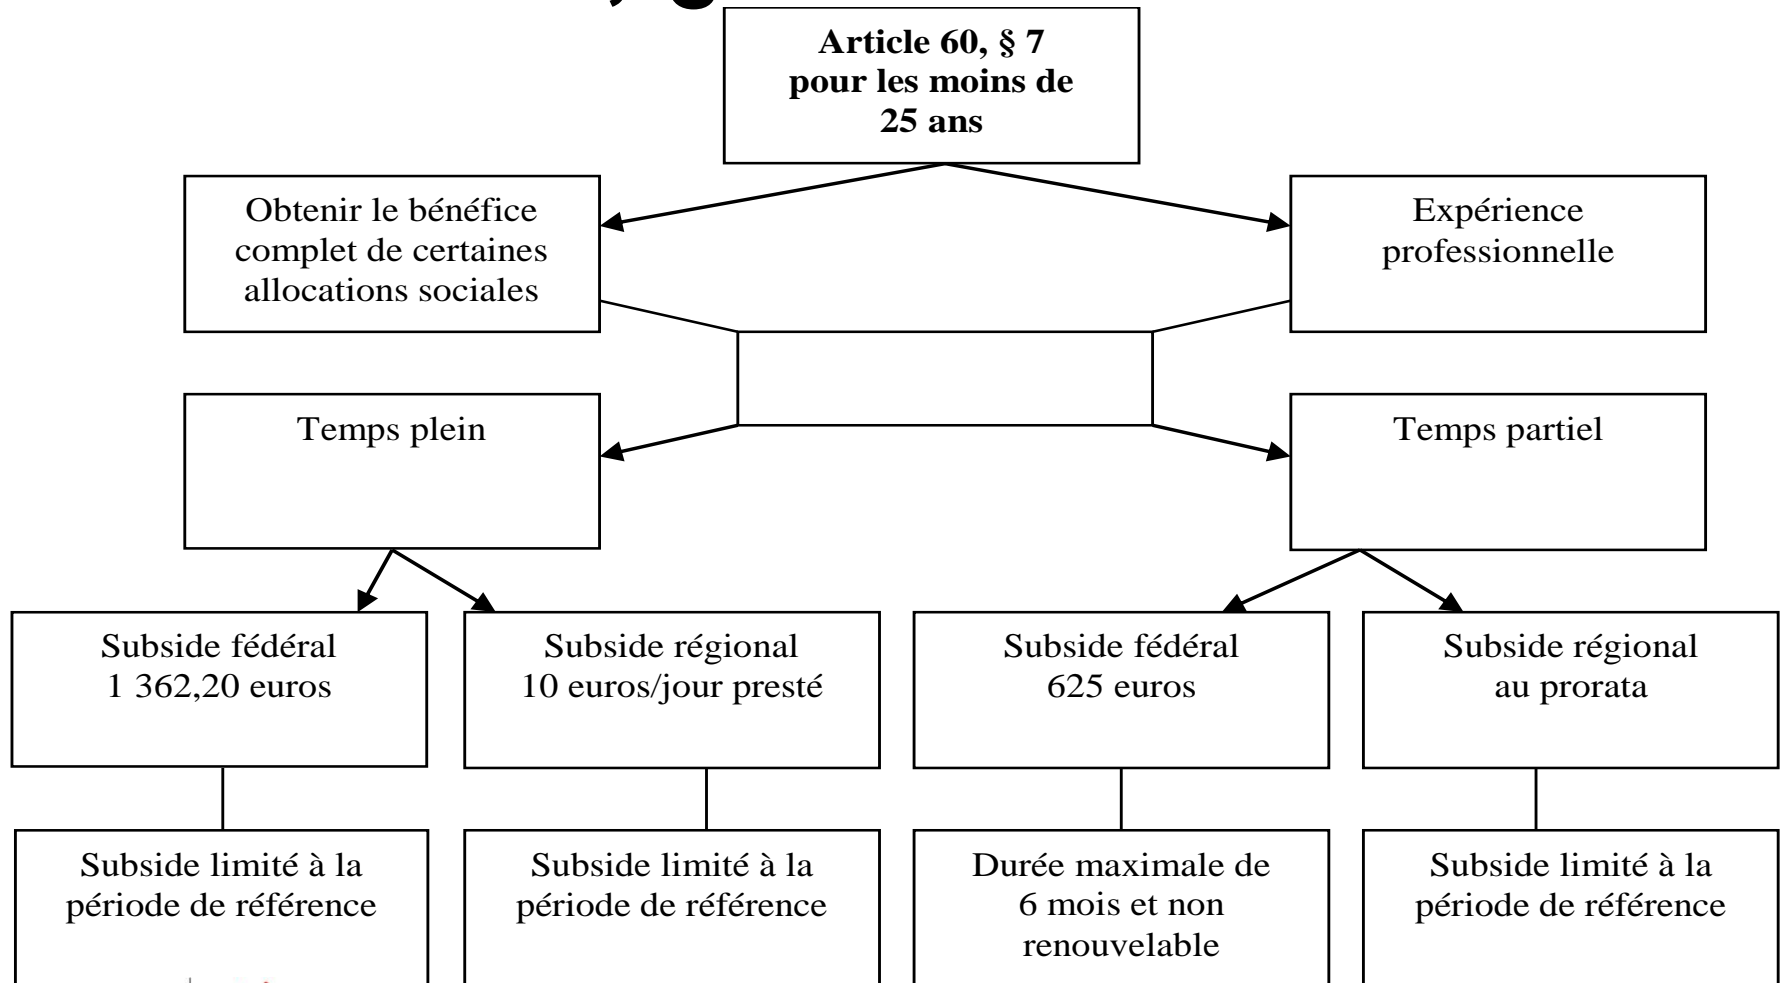 Article 60, § 7
pour les moins de
25 ans
Obtenir le bénéfice
complet de certaines
allocations sociales
Expérience
professionnelle
Temps plein
Temps partiel
Subside fédéral
1 362,20 euros
Subside régional
10 euros/jour presté
Subside fédéral
625 euros
Subside régional
au prorata
Subside limité à la
période de référence
Subside limité à la
période de référence
Durée maximale de
6 mois et non
renouvelable
Subside limité à la
période de référence